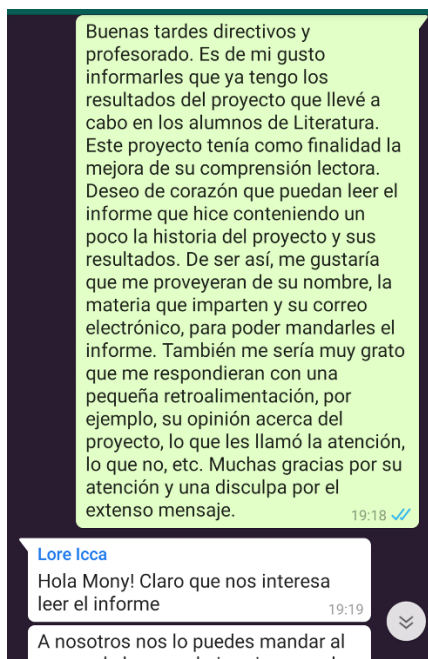 Buenas tardes directivos y
profesorado. Es de mi gusto
informarles que ya tengo los
resultados del proyecto que llevé a
cabo en los alumnos de Literatura.
Este proyecto tenía como finalidad la
mejora de su comprensión lectora.
Deseo de corazón que puedan leer el
informe que hice conteniendo un
poco la historia del proyecto y sus
resultados. De ser así, me gustaría
que me proveyeran de su nombre, la
materia que imparten y su correo
electrónico, para poder mandarles el
informe. También me sería muy grato
que me respondieran con una
pequeña retroalimentación, por
ejemplo, su opinión acerca del
proyecto, lo que les llamó la atención,
lo que no, etc. Muchas gracias por su
atención y una disculpa por el
extenso mensaje.
19:18
Lore Icca
Hola Mony! Claro que nos interesa
leer el informe
19:19
A nosotros nos lo puedes mandar al